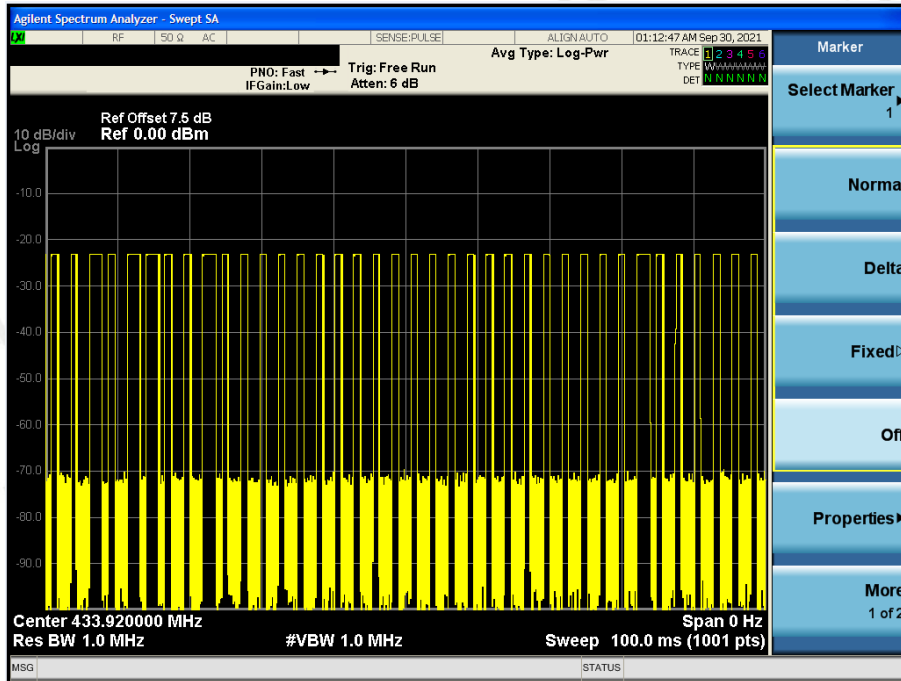 Agilent Spectrum Analyzer - Swept SA
LXI RF 50 Ω AC SENSE:PULSE ALIGN AUTO 01:12:47 AM Sep 30, 2021
Avg Type: Log-Pwr
TRACE 1 2 3 4 5 6
TYPE
DET N N N N N N
PNO: Fast
IFGain:Low
Trig: Free Run
Atten: 6 dB
Ref Offset 7.5 dB
Ref 0.00 dBm
10 dB/div
Log
-10.0
-20.0
-30.0
-40.0
-50.0
-60.0
-70.0
-80.0
-90.0
Center 433.920000 MHz
Span 0 Hz
Res BW 1.0 MHz
#VBW 1.0 MHz
Sweep 100.0 ms (1001 pts)
MSG
STATUS
Marker
Select Marker
1
Norma
Delta
Fixed
Off
Properties
More
1 of 2